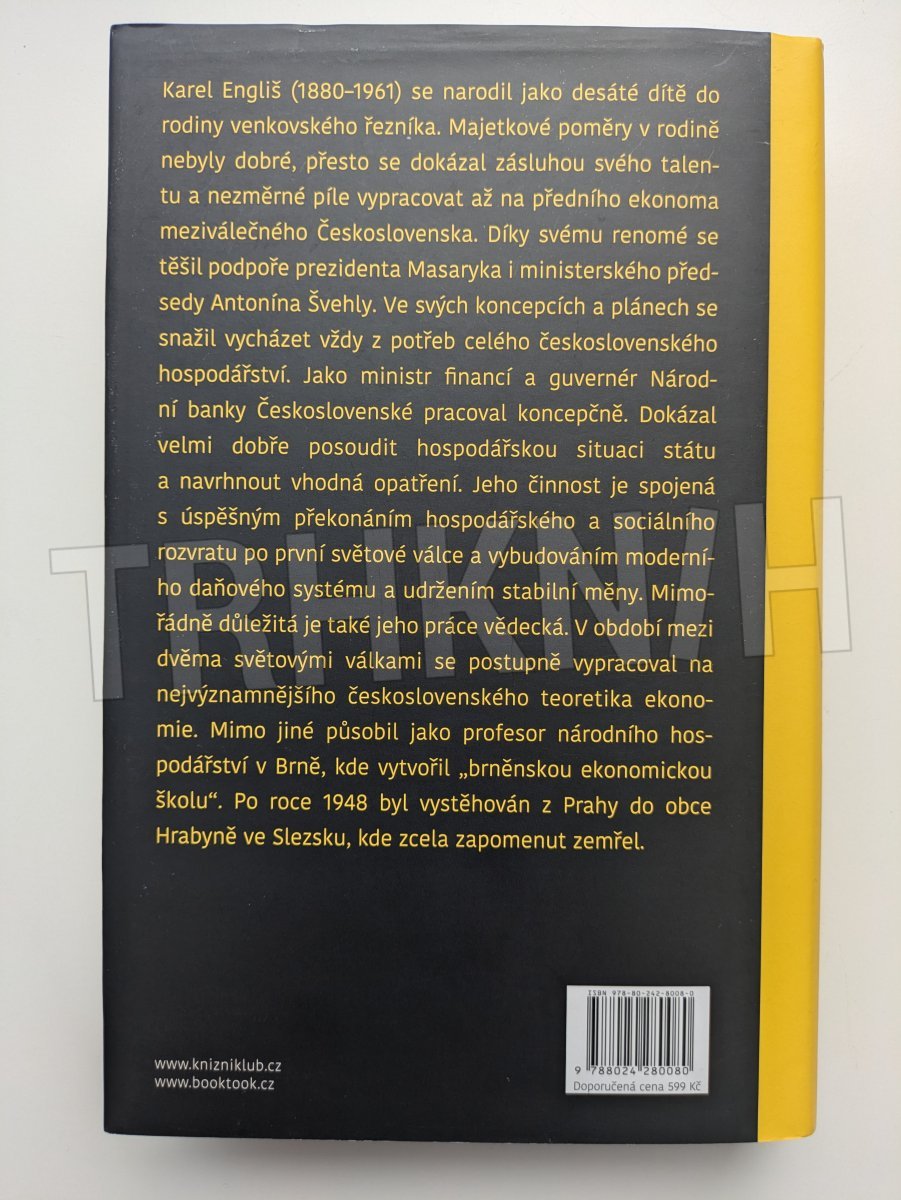 Karel Engliš (1880–1961) se narodil jako desáté dítě do
rodiny venkovského řezníka. Majetkové poměry v rodině
nebyly dobré, přesto se dokázal zásluhou svého talen-
tu a nezměrné píle vypracovat až na předního ekonoma
meziválečného Československa. Díky svému renomé se
těšil podpoře prezidenta Masaryka i ministerského před-
sedy Antonína Švehly. Ve svých koncepcích a plánech se
snažil vycházet vždy z potřeb celého československého
hospodářství. Jako ministr financí a guvernér Národ-
ní banky Československé pracoval koncepčně. Dokázal
velmi dobře posoudit hospodářskou situaci státu
a navrhnout vhodná opatření. Jeho činnost je spojená
s úspěšným překonáním hospodářského a sociálního
rozvratu po první světové válce a vybudováním moderní-
ho daňového systému a udržením stabilní měny. Mimo-
řádně důležitá je také jeho práce vědecká. V období mezi
dvěma světovými válkami se postupně vypracoval na
nejvýznamnějšího československého teoretika ekono-
mie. Mimo jiné působil jako profesor národního hos-
podářství v Brně, kde vytvořil „brněnskou ekonomickou
školu“. Po roce 1948 byl vystěhován z Prahy do obce
Hrabyně ve Slezsku, kde zcela zapomenut zemřel.
TRHKNIH
ISBN 978-80-242-8008-0
9 788024 280080
Doporučená cena 599 Kč
www.knizniklub.cz
www.booktook.cz